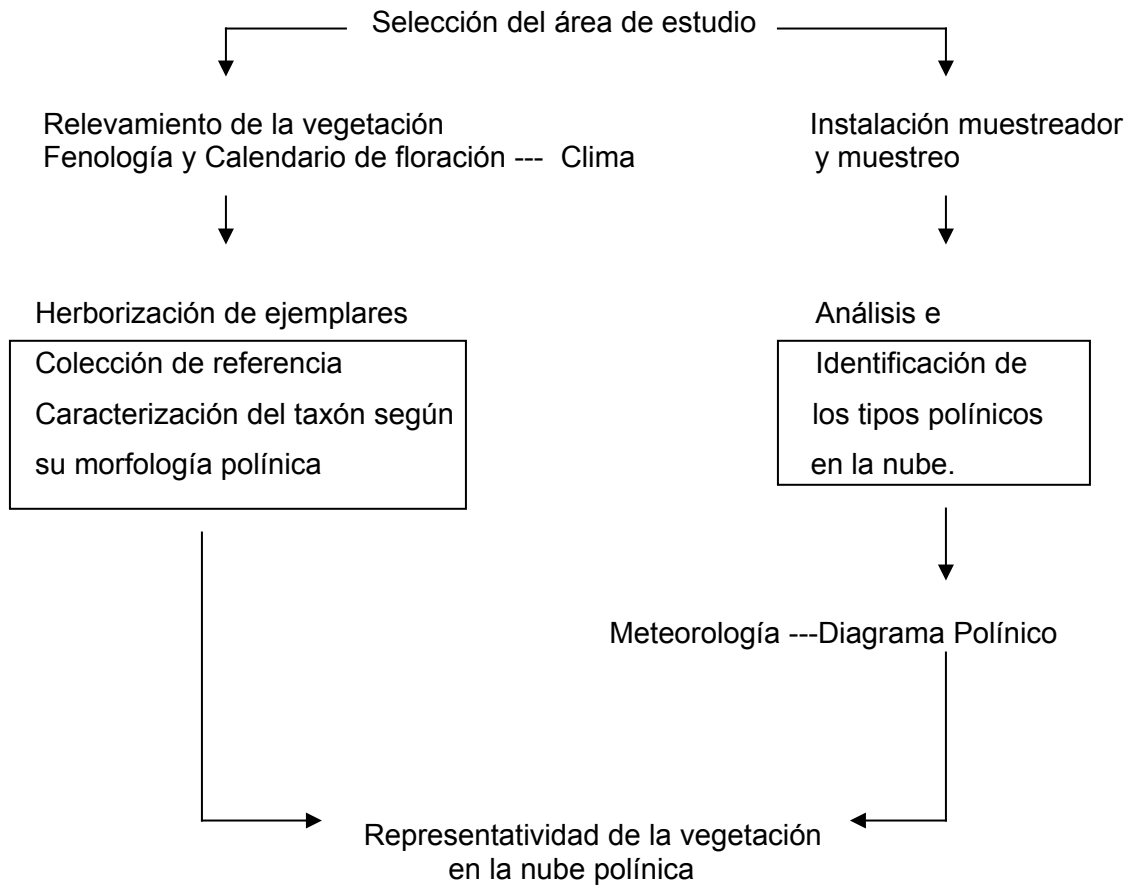 Selección del área de estudio
Relevamiento de la vegetación
Fenología y Calendario de floración --- Clima
Instalación muestreador
y muestreo
Herborización de ejemplares
Colección de referencia
Caracterización del taxón según
su morfología polínica
Análisis e
Identificación de
los tipos polínicos
en la nube.
Meteorología ---Diagrama Polínico
Representatividad de la vegetación
en la nube polínica